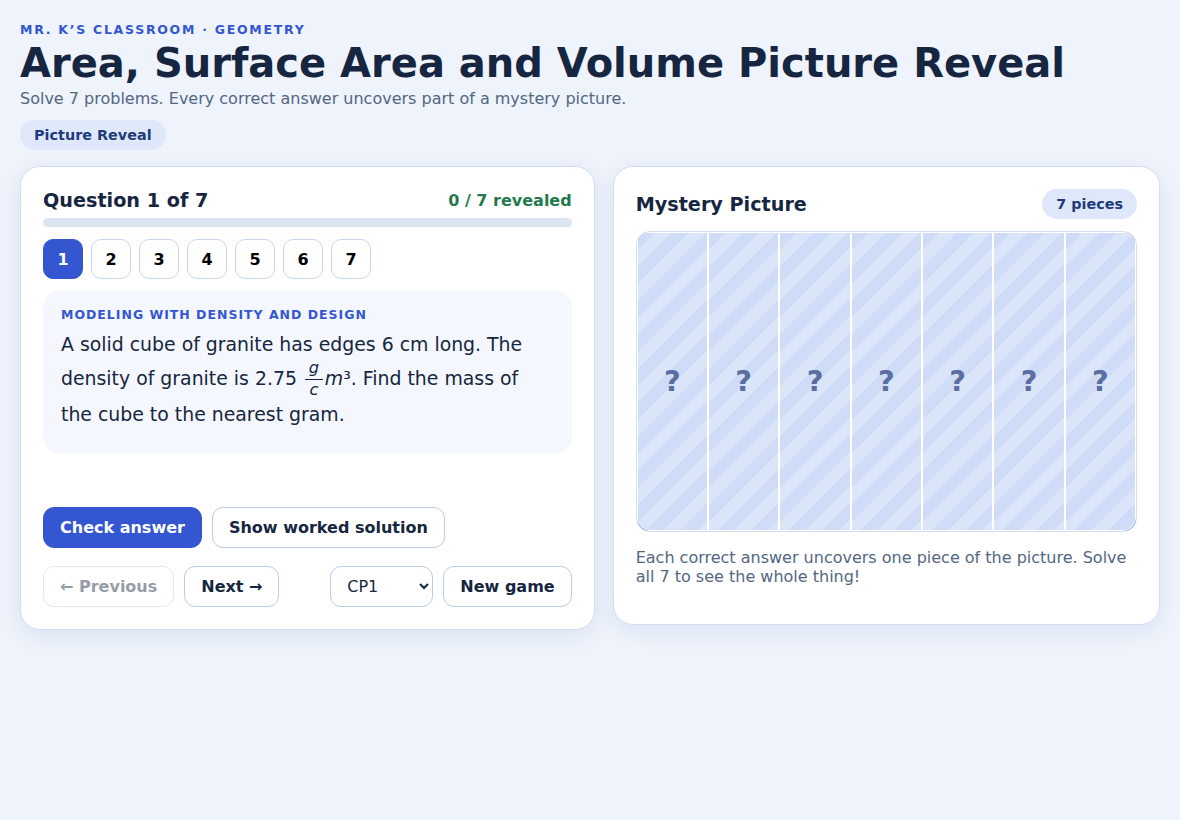 MR. K’S CLASSROOM · GEOMETRY
Area, Surface Area and Volume Picture Reveal
Solve 7 problems. Every correct answer uncovers part of a mystery picture.
Picture Reveal
Question 1 of 7
0 / 7 revealed
1 2 3 4 5 6 7
MODELING WITH DENSITY AND DESIGN
A solid cube of granite has edges 6 cm long. The
density of granite is 2.75 g/c m³. Find the mass of
the cube to the nearest gram.
Check answer
Show worked solution
← Previous
Next →
CP1
New game
Mystery Picture
7 pieces
? ? ? ? ? ? ?
Each correct answer uncovers one piece of the picture. Solve
all 7 to see the whole thing!